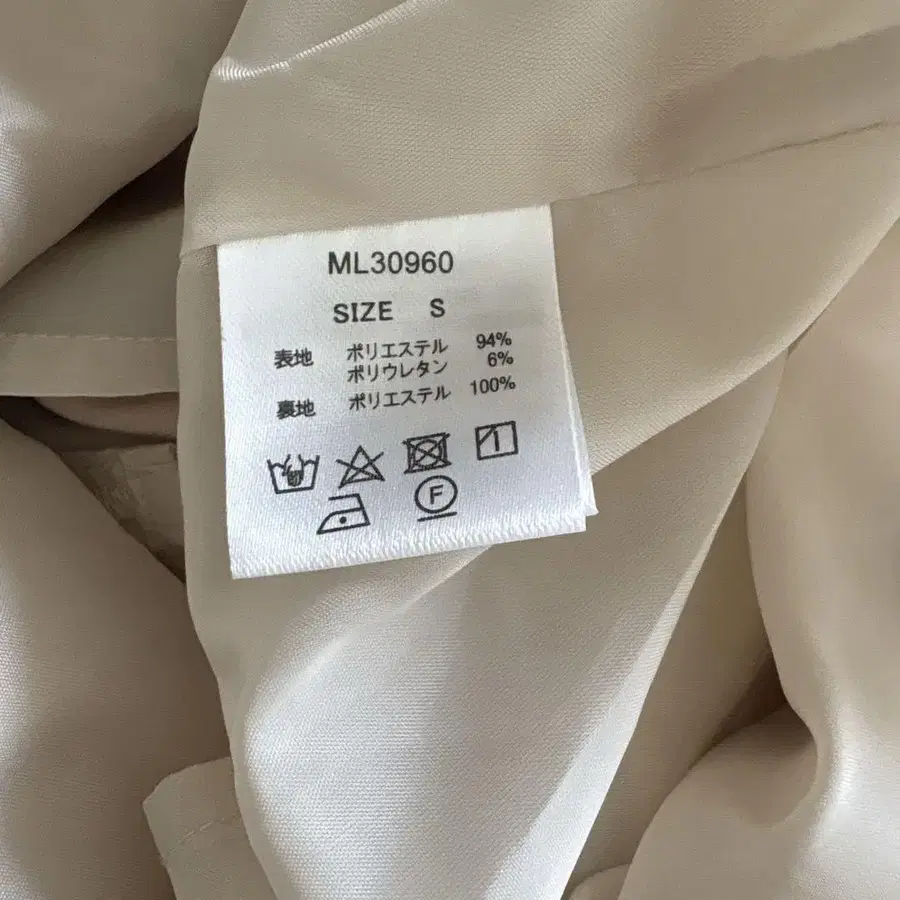 ML30960
SIZE S
表地 ポリエステル 94%
ポリウレタン 6%
裏地 ポリエステル 100%
F